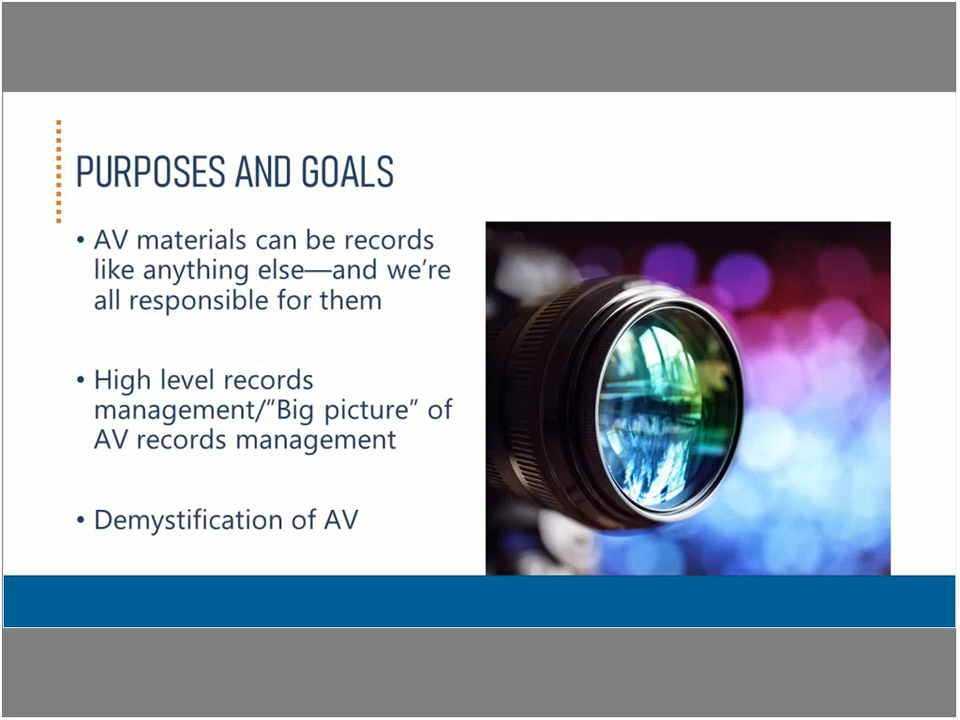 PURPOSES AND GOALS
• AV materials can be records
like anything else—and we're
all responsible for them
• High level records
management/"Big picture" of
AV records management
• Demystification of AV